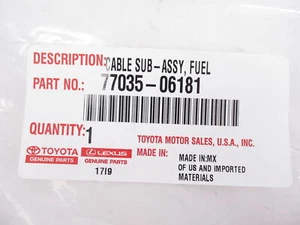 DESCRIPTION: CABLE SUB-ASSY, FUEL
PART NO.: 77035-06181
QUANTITY: 1
TOYOTA MOTOR SALES, U.S.A., INC.
TOYOTA LEXUS MADE IN: MADE IN:MX
GENUINE PARTS GENUINE PARTS OF US AND IMPORTED
1719 MATERIALS